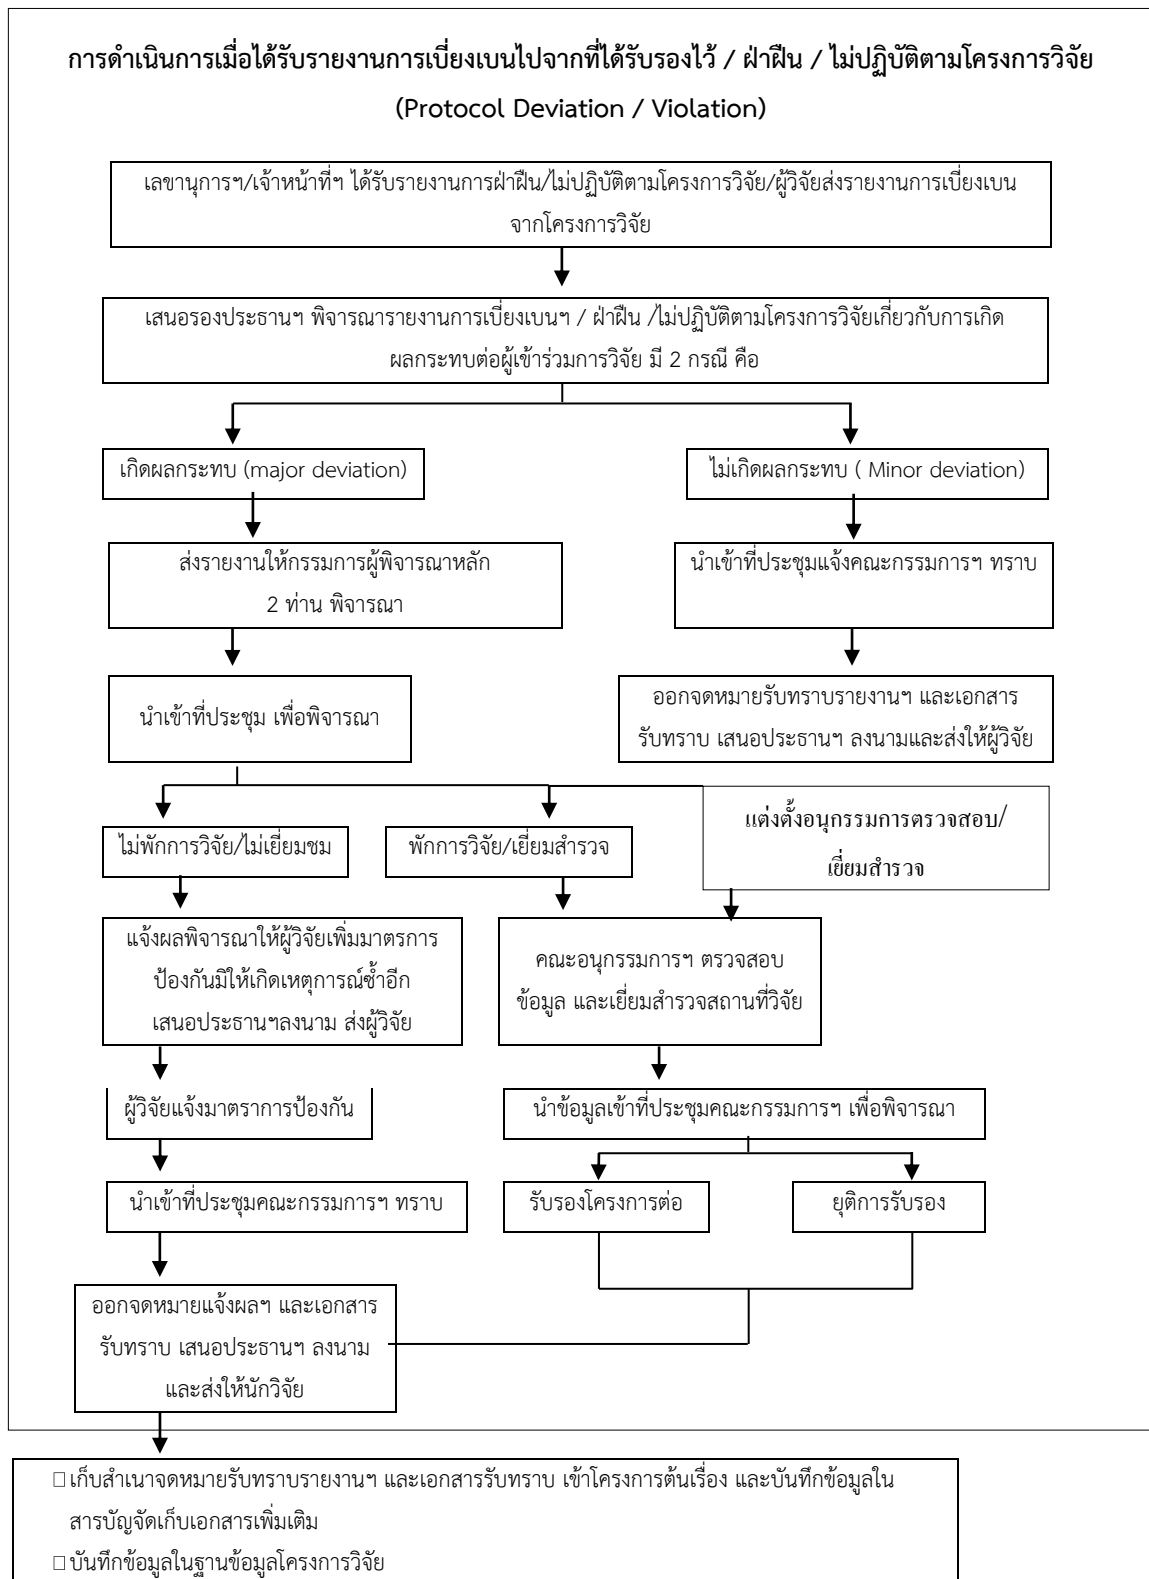 การดำเนินการเมื่อได้รับรายงานการเบี่ยงเบนไปจากที่ได้รับรองไว้ / ฝ่าฝืน / ไม่ปฏิบัติตามโครงการวิจัย
(Protocol Deviation / Violation)
เลขานุการฯ/เจ้าหน้าที่ฯ ได้รับรายงานการฝ่าฝืน/ไม่ปฏิบัติตามโครงการวิจัย/ผู้วิจัยส่งรายงานการเบี่ยงเบน
จากโครงการวิจัย
เสนอรองประธานฯ พิจารณารายงานการเบี่ยงเบนฯ / ฝ่าฝืน /ไม่ปฏิบัติตามโครงการวิจัยเกี่ยวกับการเกิด
ผลกระทบต่อผู้เข้าร่วมการวิจัย มี 2 กรณี คือ
เกิดผลกระทบ (major deviation)
ไม่เกิดผลกระทบ ( Minor deviation)
ส่งรายงานให้กรรมการผู้พิจารณาหลัก
2 ท่าน พิจารณา
นำเข้าที่ประชุมแจ้งคณะกรรมการฯ ทราบ
นำเข้าที่ประชุม เพื่อพิจารณา
ออกจดหมายรับทราบรายงานฯ และเอกสาร
รับทราบ เสนอประธานฯ ลงนามและส่งให้ผู้วิจัย
ไม่พักการวิจัย/ไม่เยี่ยมชม
พักการวิจัย/เยี่ยมสำรวจ
แต่งตั้งอนุกรรมการตรวจสอบ/
เยี่ยมสำรวจ
แจ้งผลพิจารณาให้ผู้วิจัยเพิ่มมาตรการ
ป้องกันมิให้เกิดเหตุการณ์ซ้ำอีก
เสนอประธานฯลงนาม ส่งผู้วิจัย
คณะอนุกรรมการฯ ตรวจสอบ
ข้อมูล และเยี่ยมสำรวจสถานที่วิจัย
ผู้วิจัยแจ้งมาตราการป้องกัน
นำข้อมูลเข้าที่ประชุมคณะกรรมการฯ เพื่อพิจารณา
นำเข้าที่ประชุมคณะกรรมการฯ ทราบ
รับรองโครงการต่อ
ยุติการรับรอง
ออกจดหมายแจ้งผลฯ และเอกสาร
รับทราบ เสนอประธานฯ ลงนาม
และส่งให้นักวิจัย
□ เก็บสำเนาจดหมายรับทราบรายงานฯ และเอกสารรับทราบ เข้าโครงการต้นเรื่อง และบันทึกข้อมูลใน
สารบัญจัดเก็บเอกสารเพิ่มเติม
□ บันทึกข้อมูลในฐานข้อมูลโครงการวิจัย